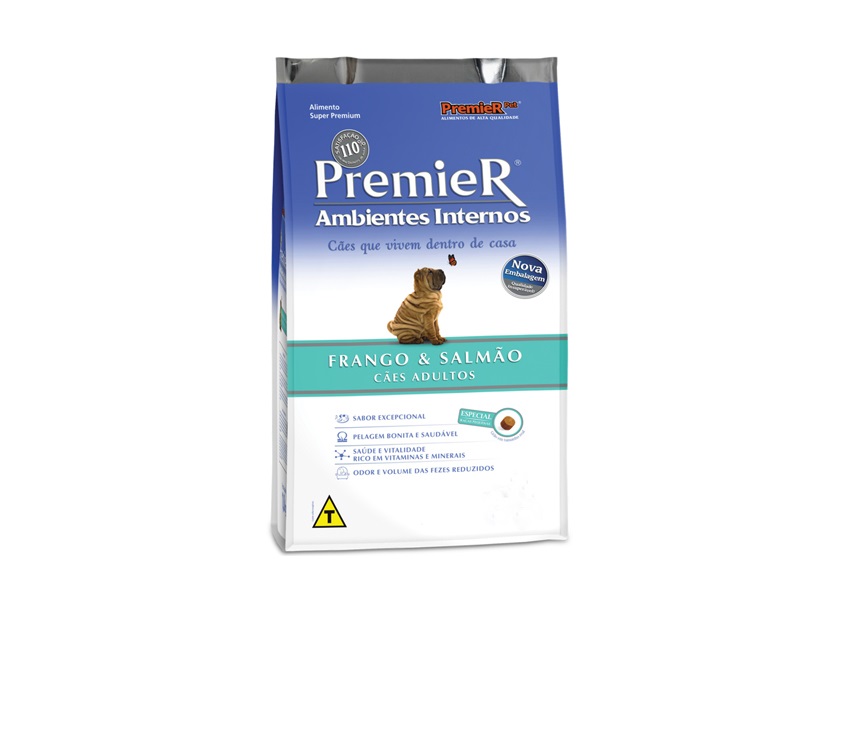 Alimento
Super Premium
PremieR Pet®
ALIMENTOS DE ALTA QUALIDADE
SATISFAÇÃO
110
PremieR®
Ambientes Internos
Cães que vivem dentro de casa
Nova
Embalagem
Qualidade
FRANGO & SALMÃO
CÃES ADULTOS
SABOR EXCEPCIONAL
PELAGEM BONITA E SAUDÁVEL
SAÚDE E VITALIDADE
RICO EM VITAMINAS E MINERAIS
ODOR E VOLUME DAS FEZES REDUZIDOS
ESPECIAL
T